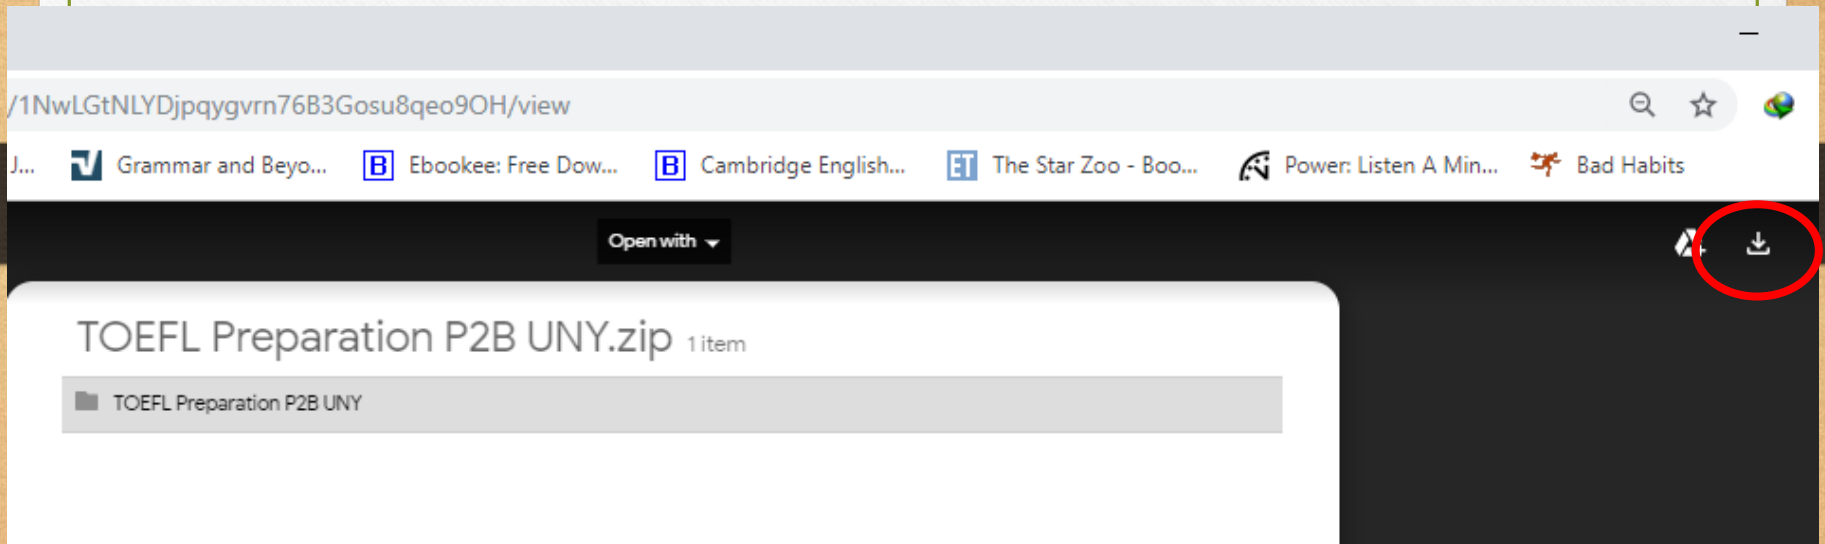 /1NwLGtNLYDjpqygvrn76B3Gosu8qeo9OH/view
J... Grammar and Beyo... B Ebookee: Free Dow... B Cambridge English... ET The Star Zoo - Boo... Power: Listen A Min... Bad Habits
Open with
TOEFL Preparation P2B UNY.zip 1 item
TOEFL Preparation P2B UNY